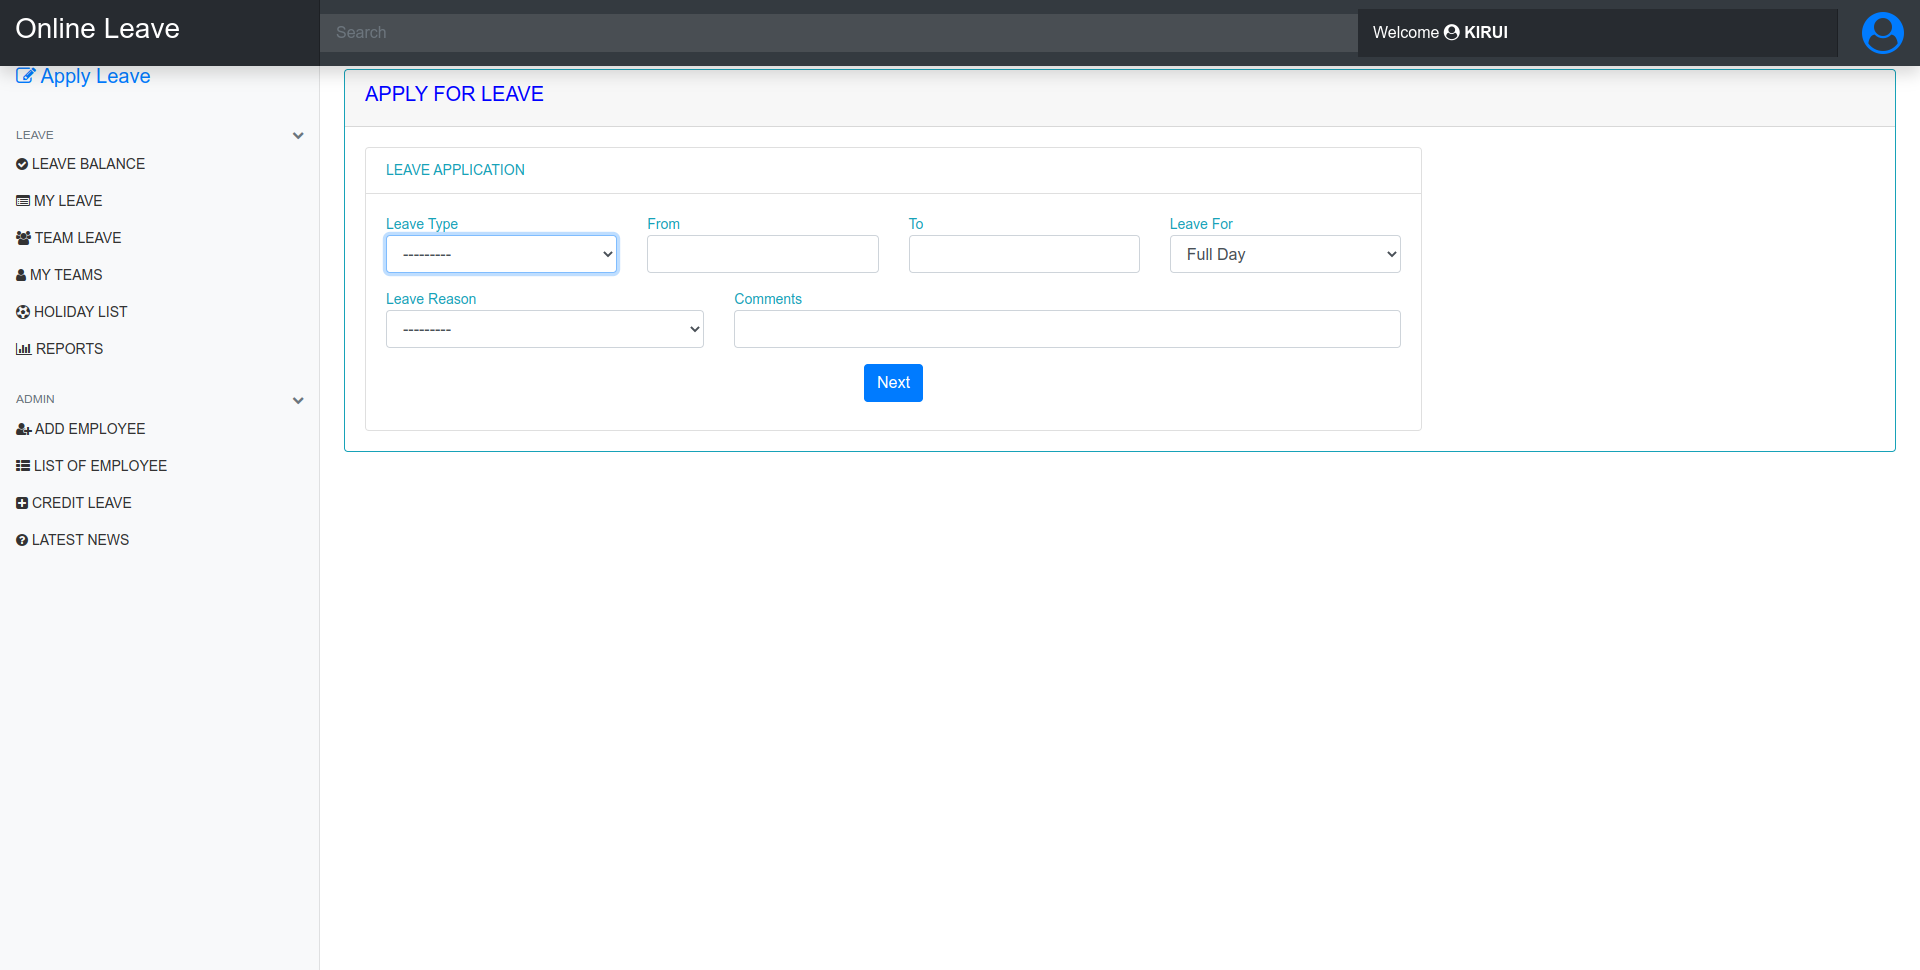 Online Leave
Search
Welcome KIRUI
Apply Leave
LEAVE
LEAVE BALANCE
MY LEAVE
TEAM LEAVE
MY TEAMS
HOLIDAY LIST
REPORTS
ADMIN
ADD EMPLOYEE
LIST OF EMPLOYEE
CREDIT LEAVE
LATEST NEWS
APPLY FOR LEAVE
LEAVE APPLICATION
Leave Type From To Leave For
--------- Full Day
Leave Reason Comments
---------
Next